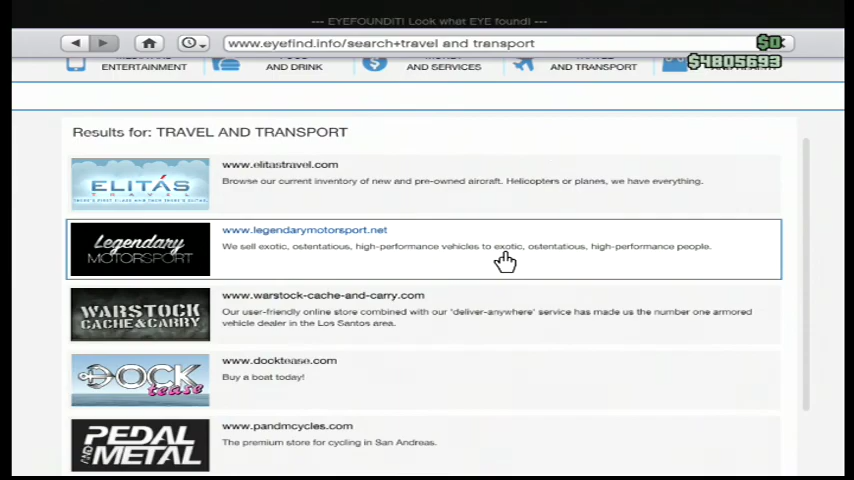 --- EYEFOUNDIT! Look what EYE found! ---
www.eyefind.info/search+travel and transport
$0
$4805693
ENTERTAINMENT
AND DRINK
AND SERVICES
AND TRANSPORT
Results for: TRAVEL AND TRANSPORT
ELITÁS
TRAVEL
www.elitastravel.com
Browse our current inventory of new and pre-owned aircraft. Helicopters or planes, we have everything.
Legendary
MOTORSPORT
www.legendarymotorsport.net
We sell exotic, ostentatious, high-performance vehicles to exotic, ostentatious, high-performance people.
WARSTOCK
CACHE&CARRY
www.warstock-cache-and-carry.com
Our user-friendly online store combined with our 'deliver-anywhere' service has made us the number one armored
vehicle dealer in the Los Santos area.
DOCK
tease
www.docktease.com
Buy a boat today!
PEDAL
AND METAL
www.pandmcycles.com
The premium store for cycling in San Andreas.